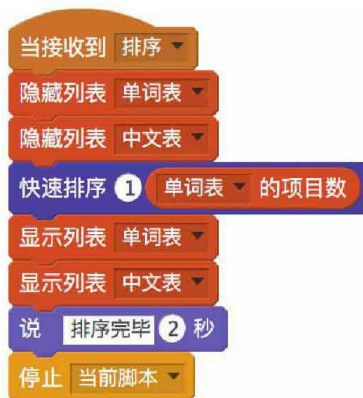 当接收到 排序
隐藏列表 单词表
隐藏列表 中文表
快速排序 1 单词表 的项目数
显示列表 单词表
显示列表 中文表
说 排序完毕 2 秒
停止 当前脚本